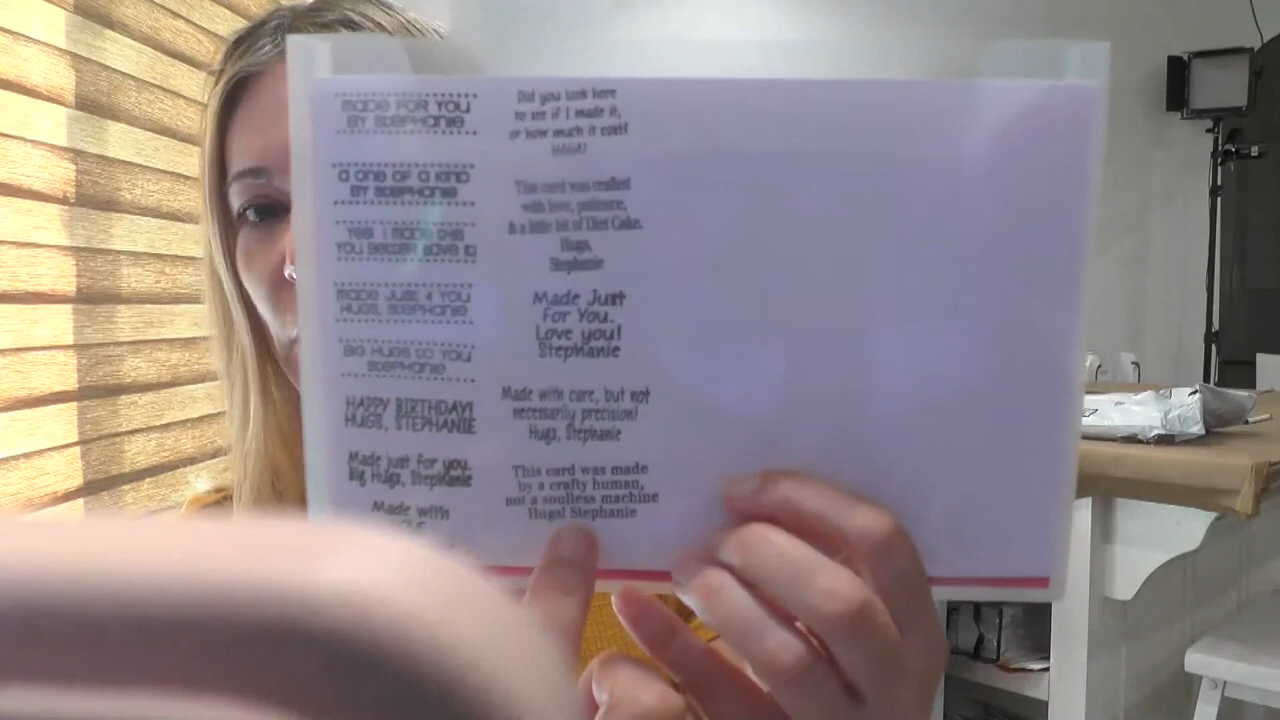 MADE FOR YOU
BY STEPHANIE
A ONE OF A KIND
BY STEPHANIE
YES I MADE THIS
YOU BETTER LOVE IT
MADE JUST 4 YOU
HUGS, STEPHANIE
BIG HUGS TO YOU
STEPHANIE
HAPPY BIRTHDAY!
HUGS, STEPHANIE
Made just for you.
Big Hugs, Stephanie
Made with
Did you look here
to see if I made it,
or how much it cost?
HAHA!
This card was crafted
with love, patience,
& a little bit of Diet Coke.
Hugs,
Stephanie
Made Just
For You.
Love you!
Stephanie
Made with care, but not
necessarily precision!
Hugs, Stephanie
This card was made
by a crafty human,
not a soulless machine
Hugs! Stephanie